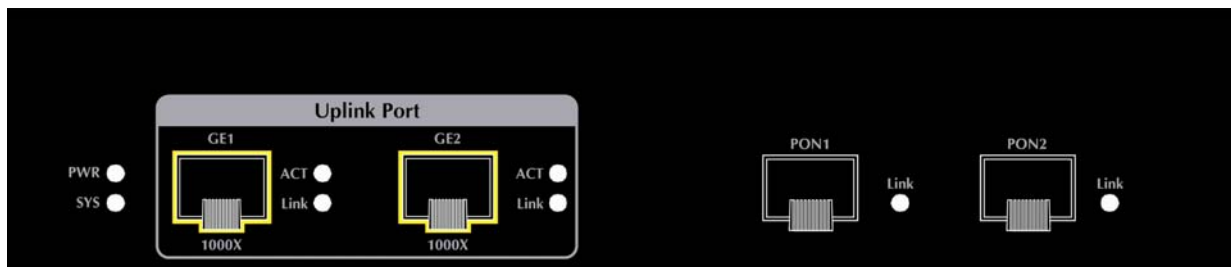 Uplink Port
GE1
GE2
PON1
PON2
PWR
ACT
ACT
Link
Link
SYS
Link
Link
1000X
1000X